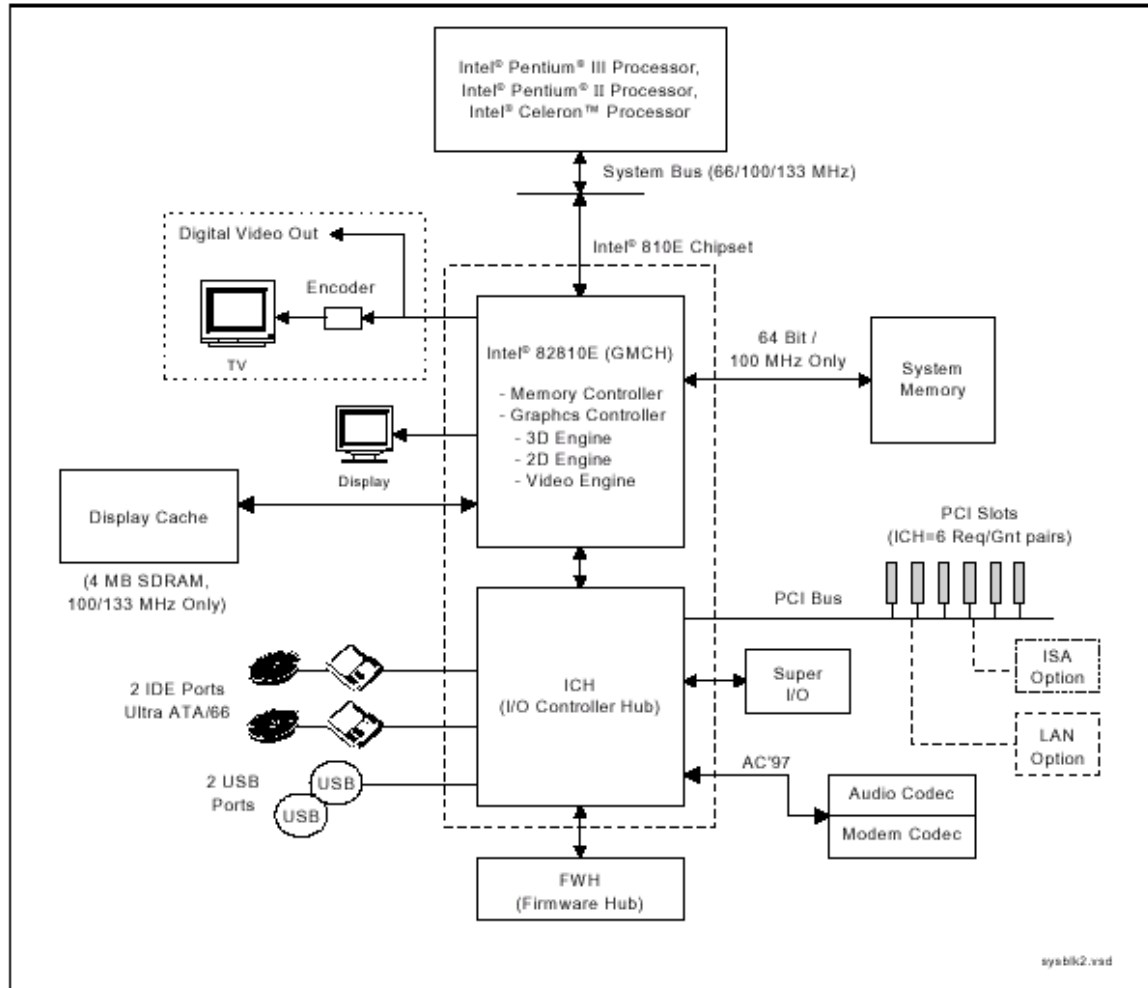 Intel® Pentium® III Processor,
Intel® Pentium® II Processor,
Intel® Celeron™ Processor
System Bus (66/100/133 MHz)
Digital Video Out
Intel® 810E Chipset
Encoder
TV
Intel® 82810E (GMCH)
- Memory Controller
- Graphcs Controller
- 3D Engine
- 2D Engine
- Video Engine
64 Bit /
100 MHz Only
System
Memory
Display
Display Cache
(4 MB SDRAM,
100/133 MHz Only)
PCI Slots
(ICH=6 Req/Gnt pairs)
PCI Bus
2 IDE Ports
Ultra ATA/66
ICH
(I/O Controller Hub)
Super
I/O
ISA
Option
LAN
Option
2 USB
Ports
USB
USB
AC'97
Audio Codec
Modem Codec
FWH
(Firmware Hub)
sysblk2.vsd